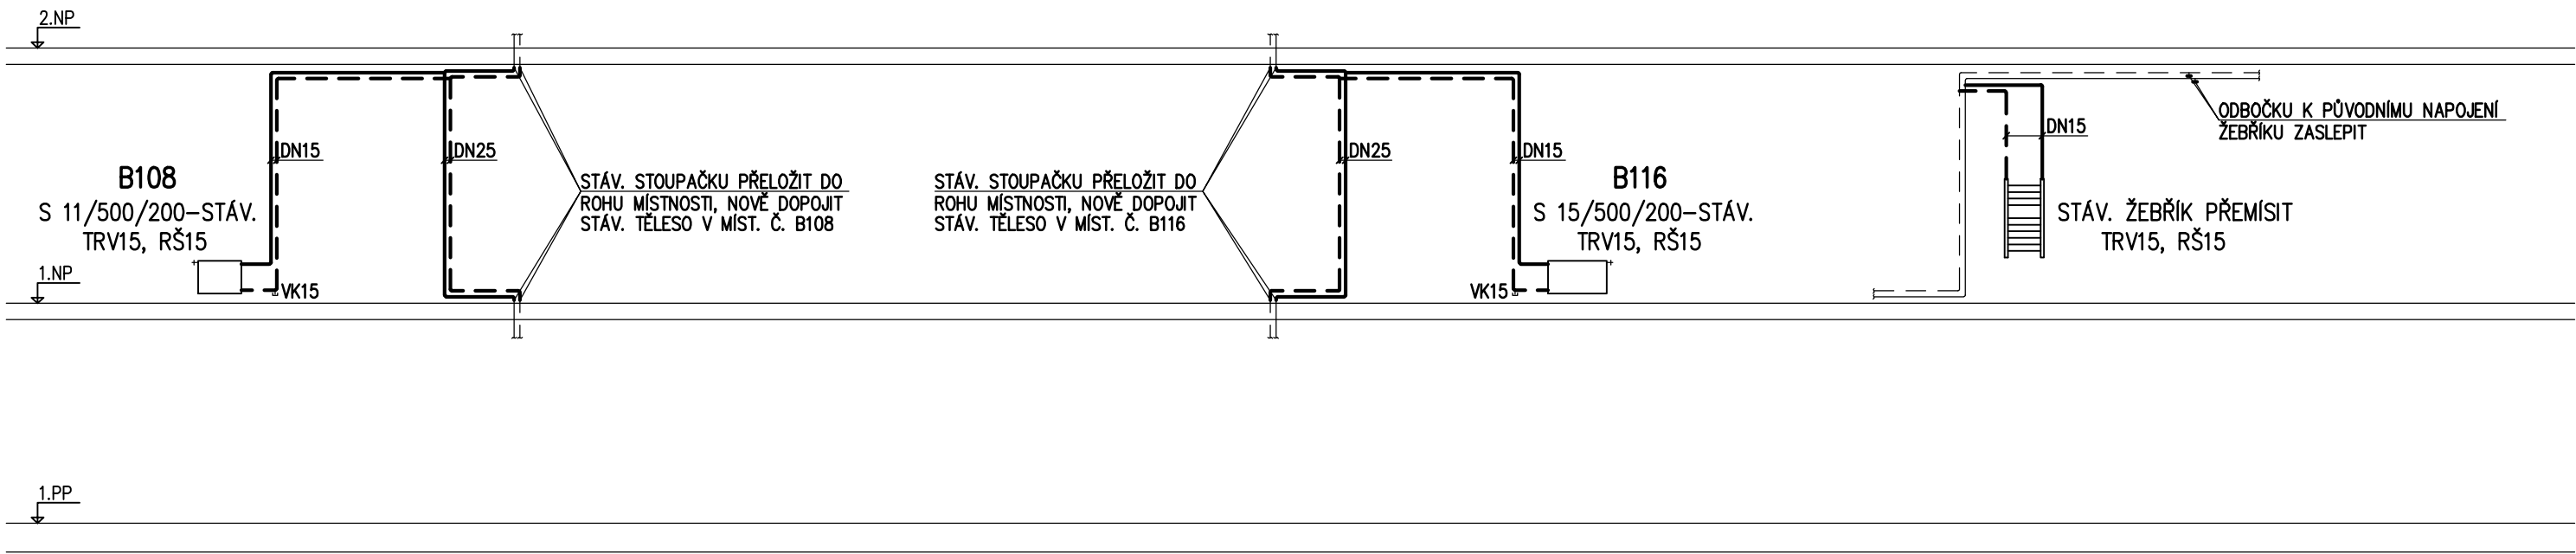 2.NP
DN15
DN25
B108
S 11/500/200-STÁV.
TRV15, RŠ15
VK15
STÁV. STOUPAČKU PŘELOŽIT DO
ROHU MÍSTNOSTI, NOVĚ DOPOJIT
STÁV. TĚLESO V MÍST. Č. B108
STÁV. STOUPAČKU PŘELOŽIT DO
ROHU MÍSTNOSTI, NOVĚ DOPOJIT
STÁV. TĚLESO V MÍST. Č. B116
DN25
DN15
B116
S 15/500/200-STÁV.
TRV15, RŠ15
VK15
DN15
ODBOČKU K PŮVODNÍMU NAPOJENÍ
ŽEBŘÍKU ZASLEPIT
STÁV. ŽEBŘÍK PŘEMÍSIT
TRV15, RŠ15
1.NP
1.PP